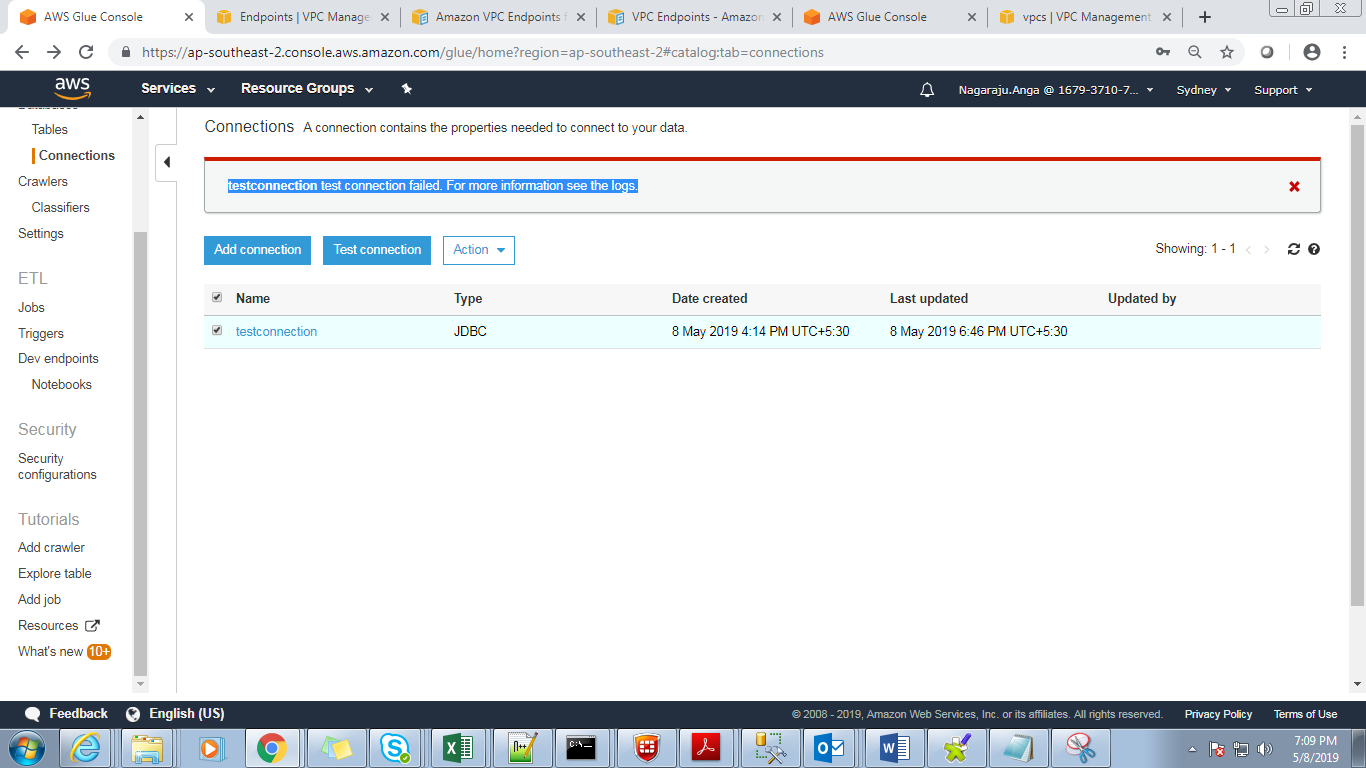 AWS Glue Console
Endpoints | VPC Manage
Amazon VPC Endpoints f
VPC Endpoints - Amazon
AWS Glue Console
vpcs | VPC Management
https://ap-southeast-2.console.aws.amazon.com/glue/home?region=ap-southeast-2#catalog:tab=connections
aws
Services
Resource Groups
Nagaraju.Anga @ 1679-3710-7...
Sydney
Support
Databases
Tables
Connections
Crawlers
Classifiers
Settings
ETL
Jobs
Triggers
Dev endpoints
Notebooks
Security
Security
configurations
Tutorials
Add crawler
Explore table
Add job
Resources
What's new 10+
Connections A connection contains the properties needed to connect to your data.
testconnection test connection failed. For more information see the logs.
Add connection
Test connection
Action
Showing: 1 - 1
Name Type Date created Last updated Updated by
testconnection JDBC 8 May 2019 4:14 PM UTC+5:30 8 May 2019 6:46 PM UTC+5:30
Feedback
English (US)
© 2008 - 2019, Amazon Web Services, Inc. or its affiliates. All rights reserved.
Privacy Policy
Terms of Use
7:09 PM
5/8/2019